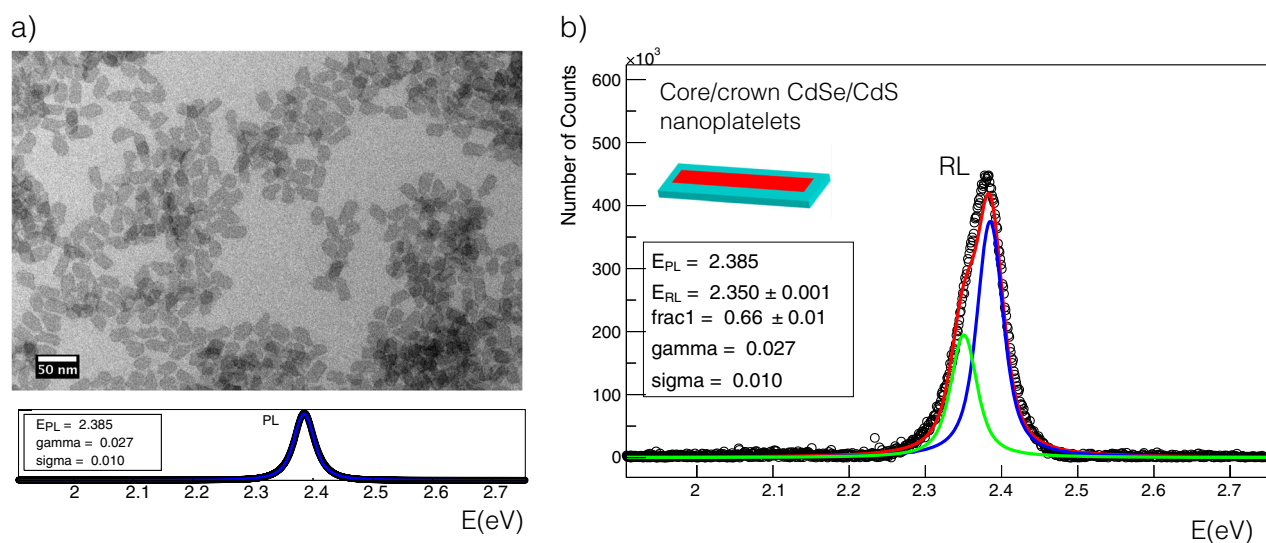 a)
50 nm
E_PL = 2.385
gamma = 0.027
sigma = 0.010
PL
2 2.1 2.2 2.3 2.4 2.5 2.6 2.7
E(eV)
b)
×10³
600
500
400
300
200
100
0
Number of Counts
Core/crown CdSe/CdS
nanoplatelets
RL
E_PL = 2.385
E_RL = 2.350 ± 0.001
frac1 = 0.66 ± 0.01
gamma = 0.027
sigma = 0.010
2 2.1 2.2 2.3 2.4 2.5 2.6 2.7
E(eV)